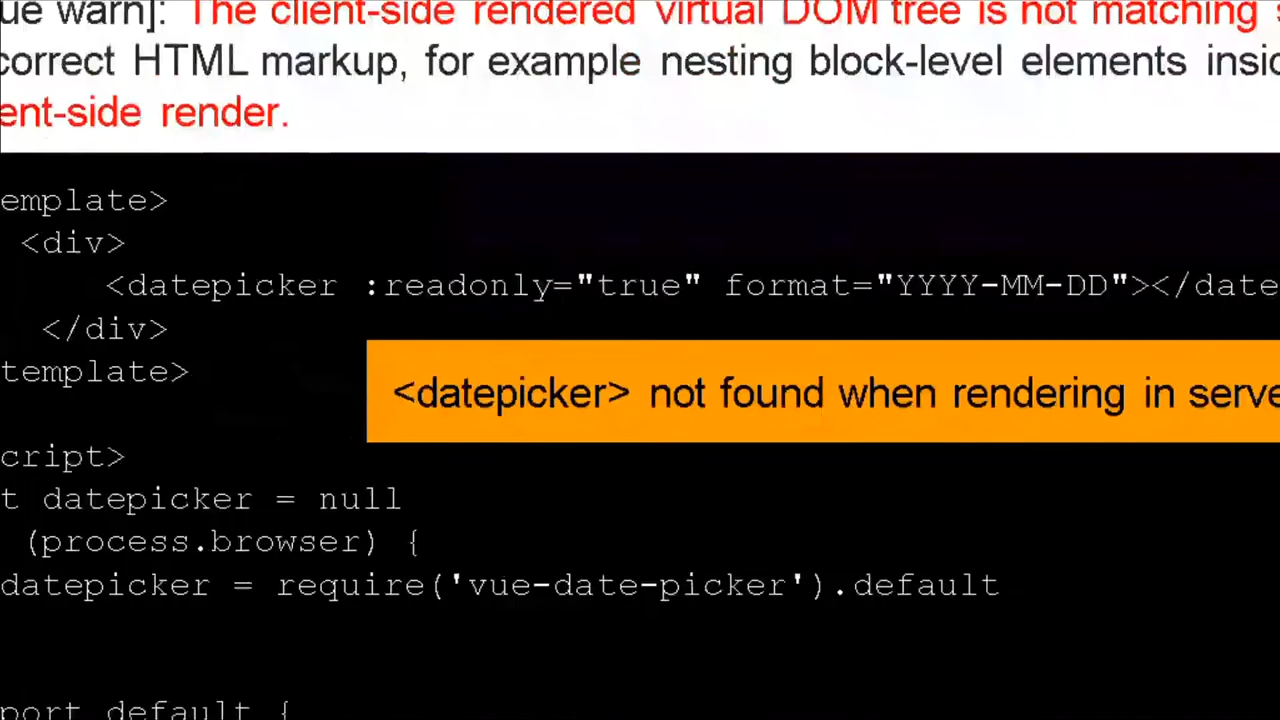 ue warn]: The client-side rendered virtual DOM tree is not matching
correct HTML markup, for example nesting block-level elements insid
ent-side render.
emplate>
<div>
<datepicker :readonly="true" format="YYYY-MM-DD"></date
</div>
template>
<datepicker> not found when rendering in serve
cript>
t datepicker = null
(process.browser) {
datepicker = require('vue-date-picker').default
port default {